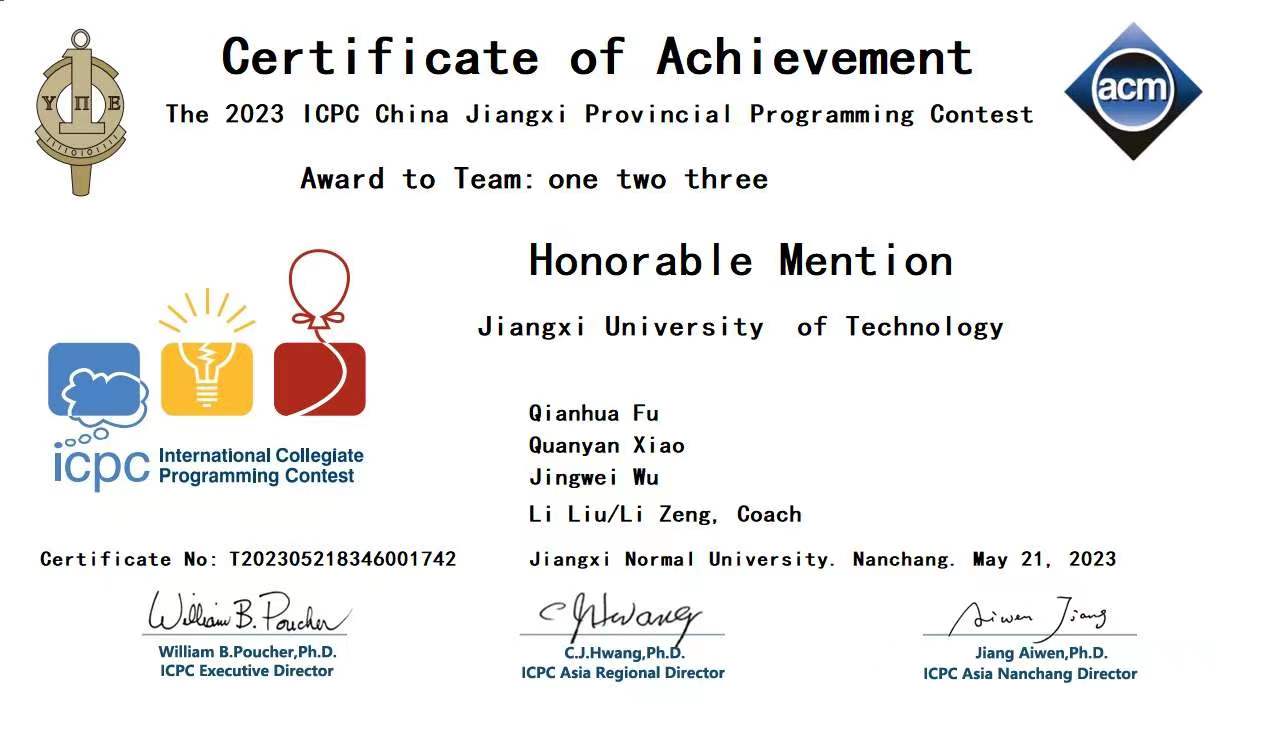 Certificate of Achievement
The 2023 ICPC China Jiangxi Provincial Programming Contest
Award to Team: one two three
Υ Π Ε
acm
Honorable Mention
Jiangxi University of Technology
icpc International Collegiate
Programming Contest
Qianhua Fu
Quanyan Xiao
Jingwei Wu
Li Liu/Li Zeng, Coach
Certificate No: T202305218346001742
Jiangxi Normal University. Nanchang. May 21, 2023
William B. Poucher
C J Hwang
Aiwen Jiang
William B.Poucher,Ph.D.
ICPC Executive Director
C.J.Hwang,Ph.D.
ICPC Asia Regional Director
Jiang Aiwen,Ph.D.
ICPC Asia Nanchang Director